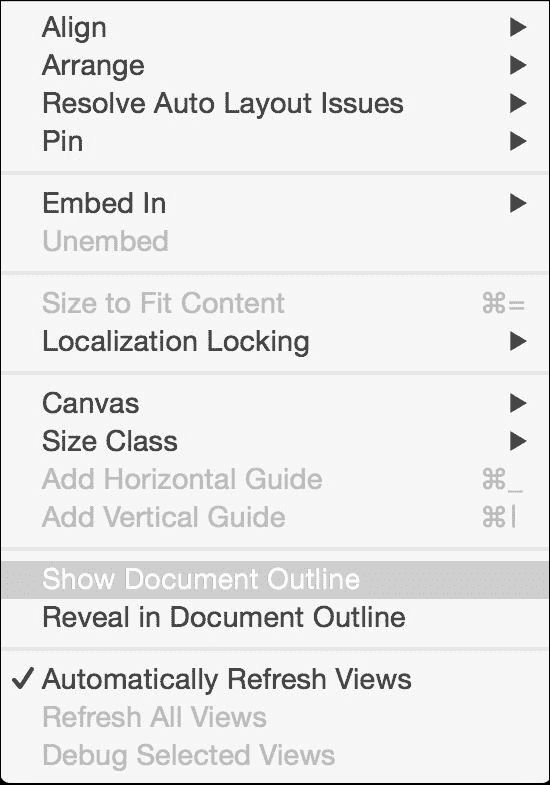 Align ▶
Arrange ▶
Resolve Auto Layout Issues ▶
Pin ▶
Embed In ▶
Unembed
Size to Fit Content ⌘=
Localization Locking ▶
Canvas ▶
Size Class ▶
Add Horizontal Guide ⌘_
Add Vertical Guide ⌘|
Show Document Outline
Reveal in Document Outline
✓ Automatically Refresh Views
Refresh All Views
Debug Selected Views